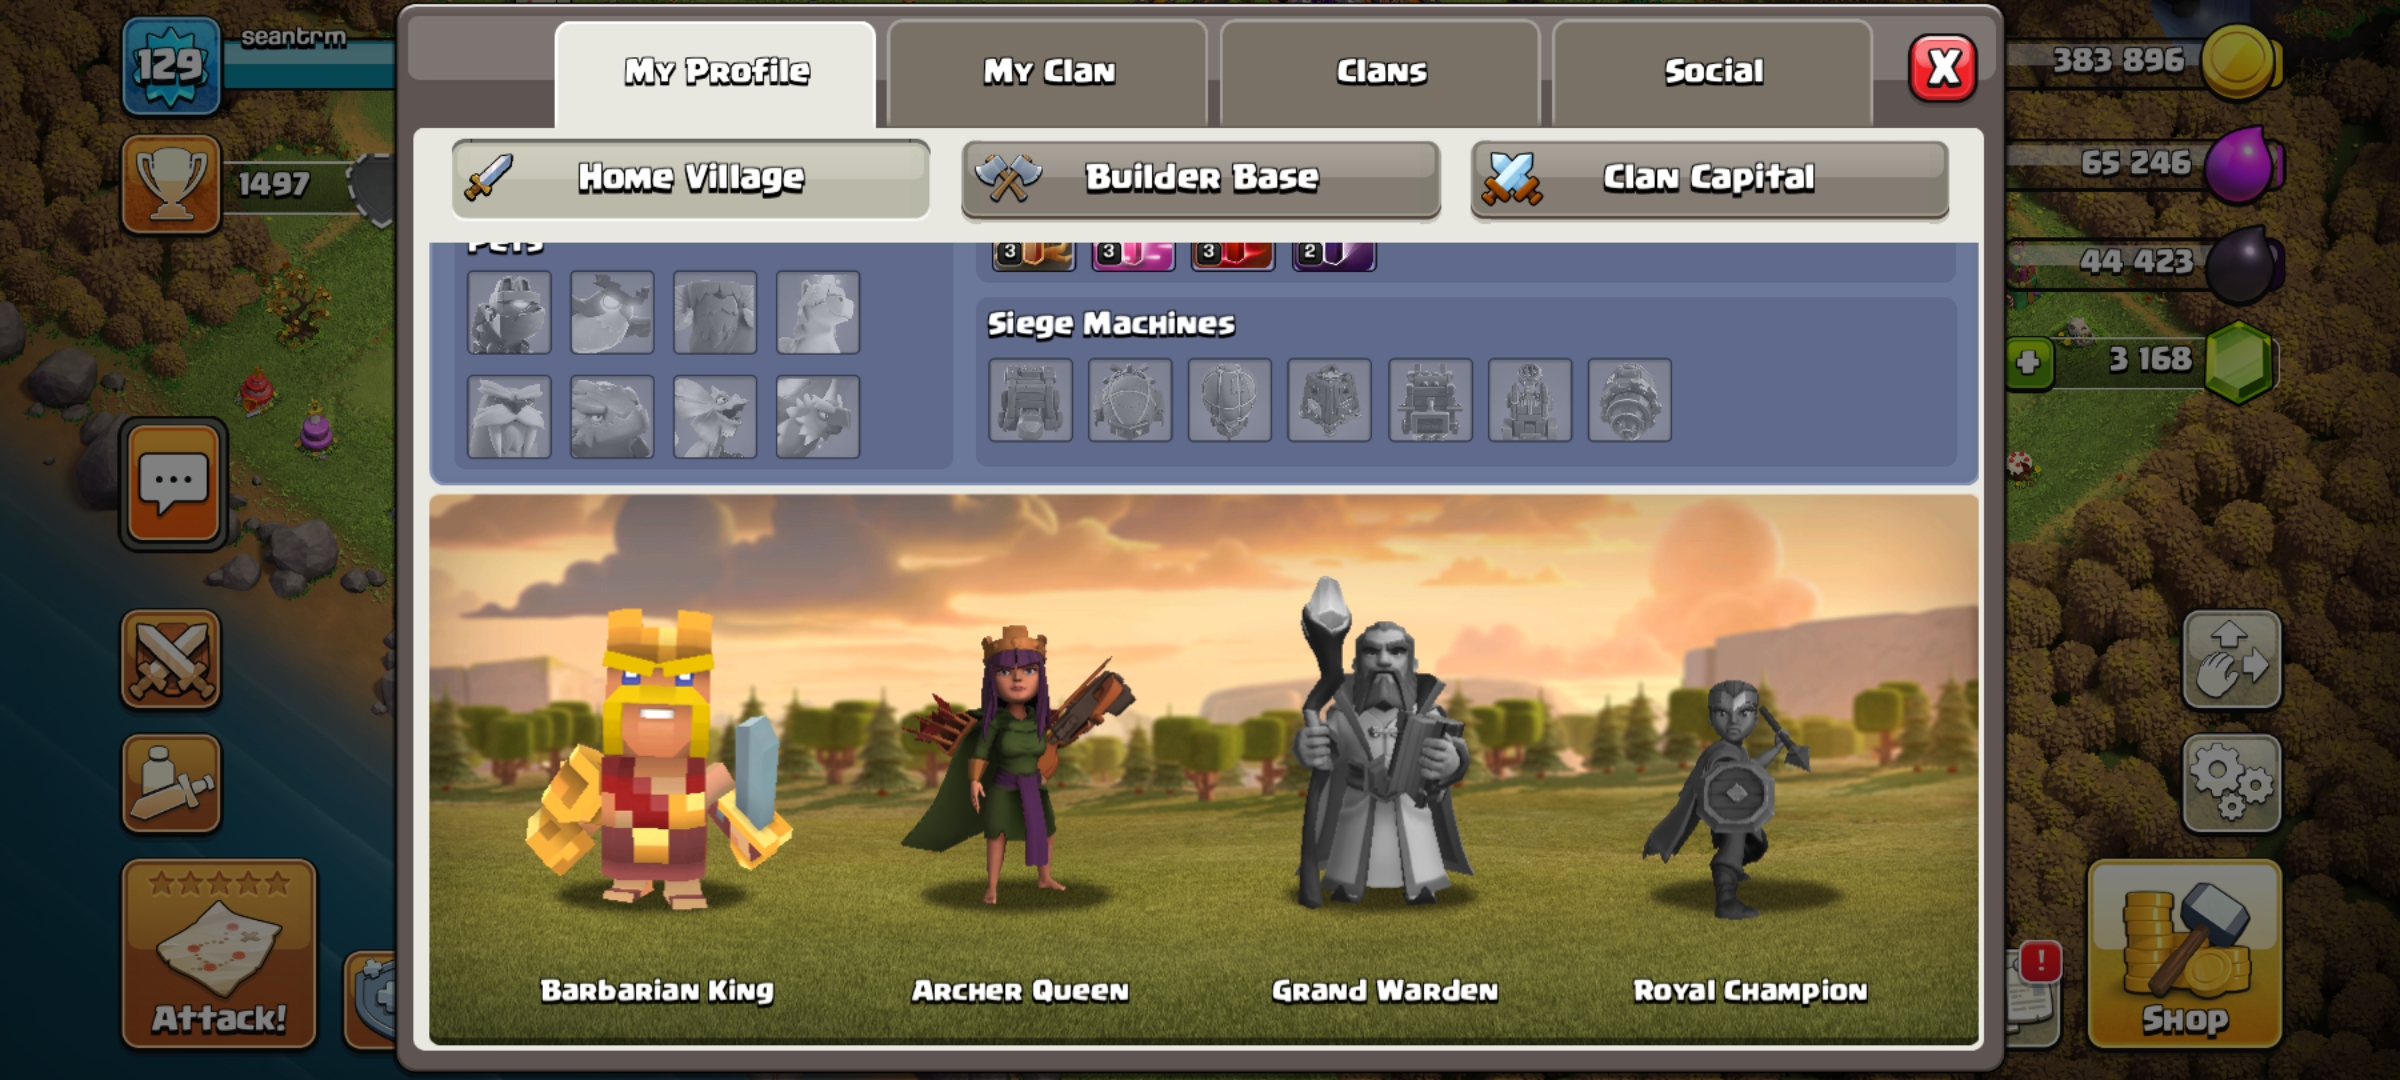 seantrm
129
My Profile
My Clan
Clans
Social
X
383 896
1497
Home Village
Builder Base
Clan Capital
65 246
Pets
3
3
3
2
44 423
Siege Machines
3 168
Barbarian King
Archer Queen
Grand Warden
Royal Champion
!
Attack!
Shop